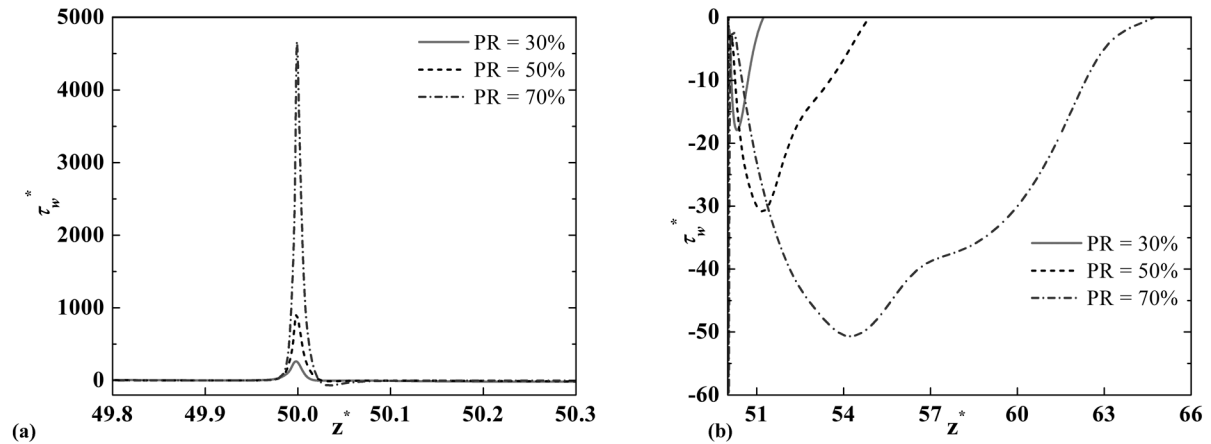 5000
4000
3000
2000
1000
0
τw*
PR = 30%
PR = 50%
PR = 70%
49.8 49.9 50.0 50.1 50.2 50.3
z*
(a)
0
-10
-20
-30
-40
-50
-60
τw*
PR = 30%
PR = 50%
PR = 70%
51 54 57 60 63 66
z*
(b)